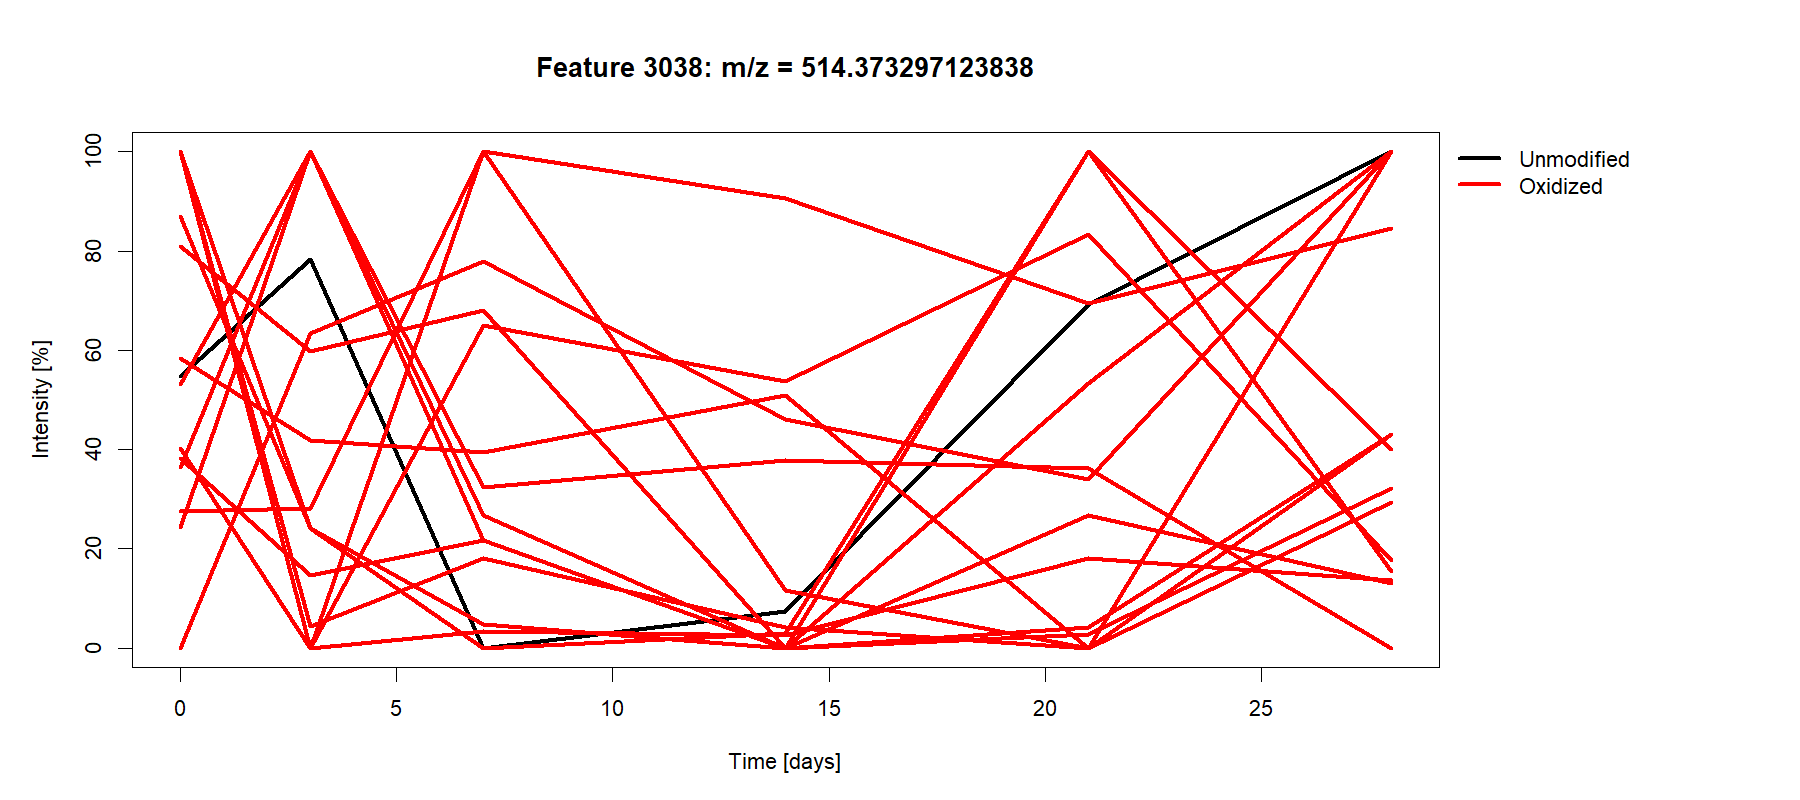 Feature 3038: m/z = 514.373297123838
Unmodified
Oxidized
Intensity [%]
100
80
60
40
20
0
0 5 10 15 20 25
Time [days]